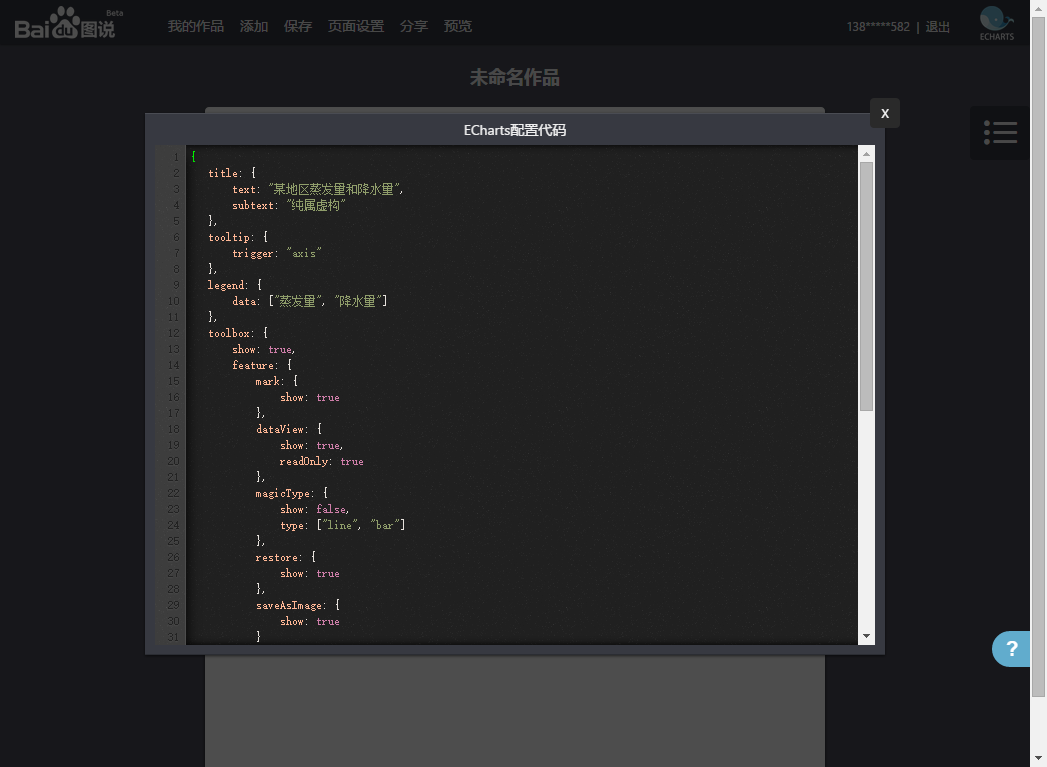 Bai du 图说 Beta
我的作品 添加 保存 页面设置 分享 预览 138*****582 | 退出
ECHARTS
未命名作品
X
ECharts配置代码
1 {
2 title: {
3 text: "某地区蒸发量和降水量",
4 subtext: "纯属虚构"
5 },
6 tooltip: {
7 trigger: "axis"
8 },
9 legend: {
10 data: ["蒸发量", "降水量"]
11 },
12 toolbox: {
13 show: true,
14 feature: {
15 mark: {
16 show: true
17 },
18 dataView: {
19 show: true,
20 readOnly: true
21 },
22 magicType: {
23 show: false,
24 type: ["line", "bar"]
25 },
26 restore: {
27 show: true
28 },
29 saveAsImage: {
30 show: true
31 }
?